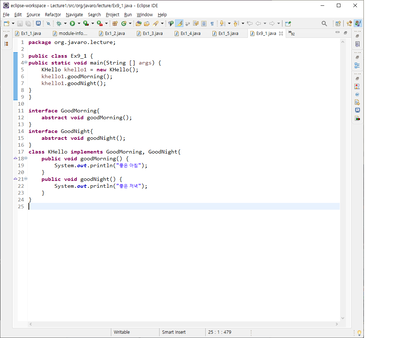 eclipse-workspace - Lecture1/src/org/javaro/lecture/Ex9_1.java - Eclipse IDE
File Edit Source Refactor Navigate Search Project Run Window Help
Ex1_1.java module-info... Ex1_2.java Ex1_3.java Ex1_4.java Ex1_5.java Ex9_1.java
1 package org.javaro.lecture;
2
3 public class Ex9_1 {
4 public static void main(String [] args) {
5 KHello khello1 = new KHello();
6 khello1.goodMorning();
7 khello1.goodNight();
8 }
9 }
10
11 interface GoodMorning{
12 abstract void goodMorning();
13 }
14 interface GoodNight{
15 abstract void goodNight();
16 }
17 class KHello implements GoodMorning, GoodNight{
18 public void goodMorning() {
19 System.out.println("좋은 아침");
20 }
21 public void goodNight() {
22 System.out.println("좋은 저녁");
23 }
24 }
25
Writable Smart Insert 25 : 1 : 479